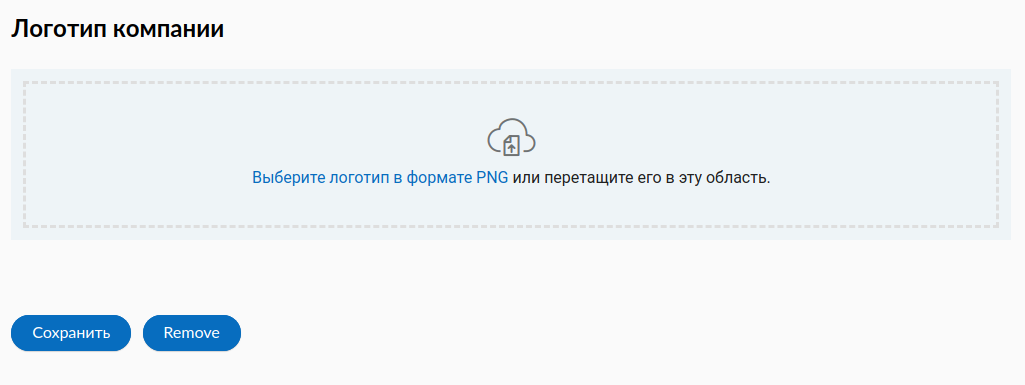 Логотип компании
Выберите логотип в формате PNG или перетащите его в эту область.
Сохранить
Remove